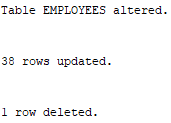 Table EMPLOYEES altered.
38 rows updated.
1 row deleted.